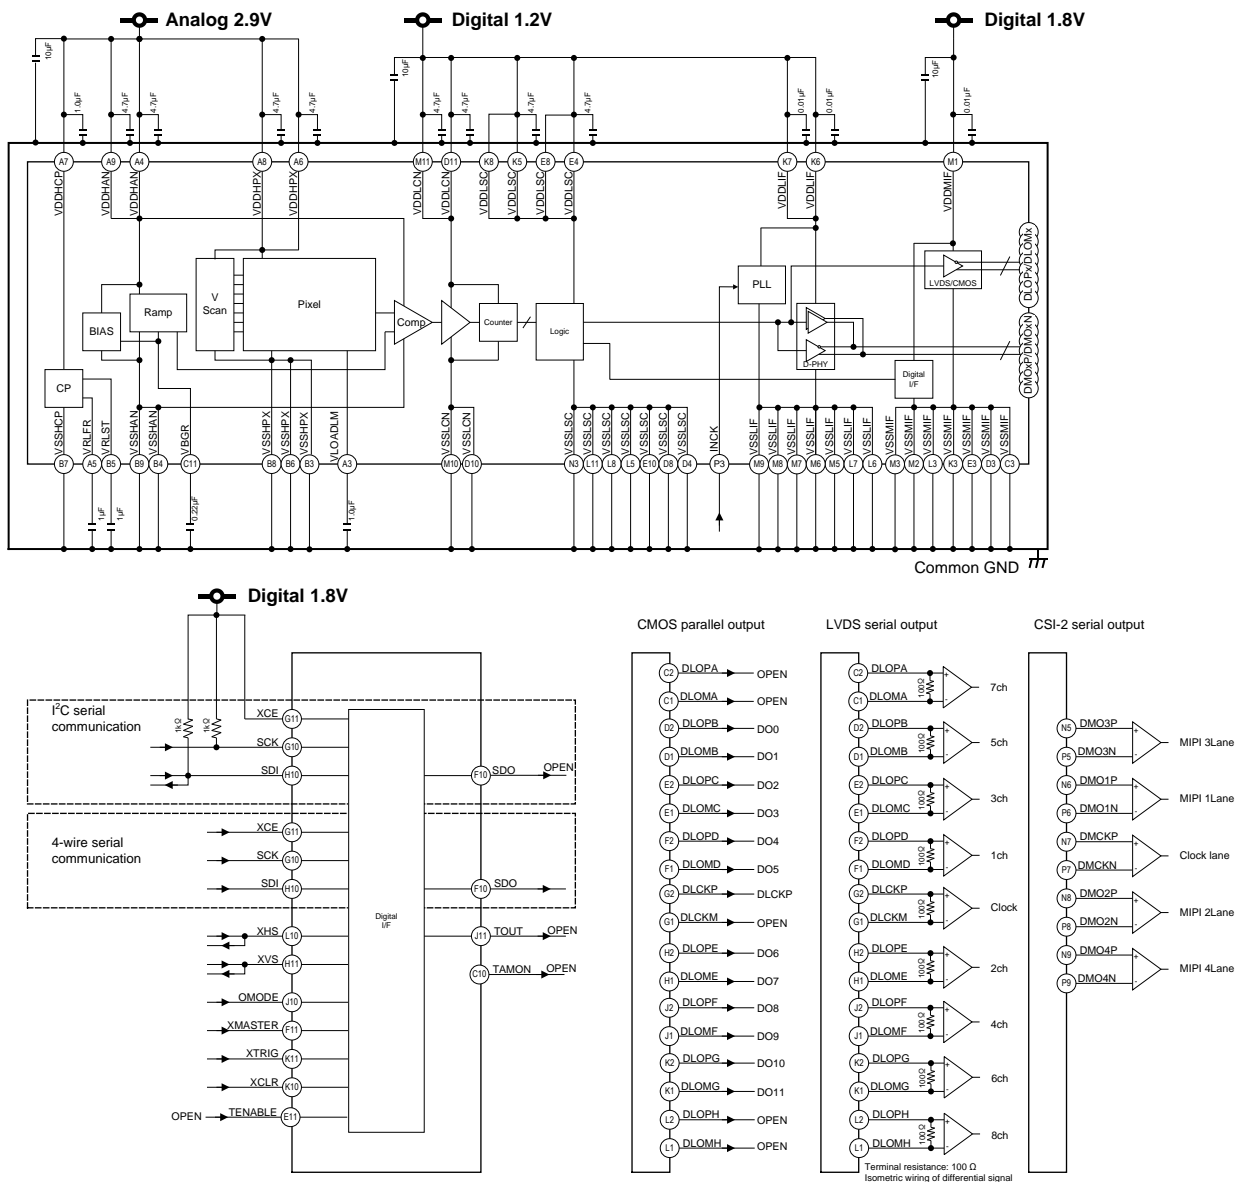 Analog 2.9V
Digital 1.2V
Digital 1.8V
10μF
1.0μF
4.7μF
4.7μF
4.7μF
4.7μF
10μF
4.7μF
4.7μF
4.7μF
4.7μF
0.01μF
0.01μF
10μF
0.01μF
A7
A9
A4
A8
A6
M11
D11
K8
K5
E8
E4
K7
K6
M1
VDDHCP
VDDHAN
VDDHAN
VDDHPX
VDDHPX
VDDLCN
VDDLCN
VDDLSC
VDDLSC
VDDLSC
VDDLSC
VDDLIF
VDDLIF
VDDMIF
DLOPx/DLOMx
DMOxP/DMOxN
V
Scan
Pixel
BIAS
Ramp
Comp
Counter
Logic
PLL
D-PHY
LVDS/CMOS
Digital
I/F
CP
VSSHCP
VRLFR
VRLST
VSSHAN
VSSHAN
VBGR
VSSHPX
VSSHPX
VSSHPX
VLOADLM
VSSLCN
VSSLCN
VSSLSC
VSSLSC
VSSLSC
VSSLSC
VSSLSC
VSSLSC
VSSLSC
INCK
VSSLIF
VSSLIF
VSSLIF
VSSLIF
VSSLIF
VSSLIF
VSSLIF
VSSMIF
VSSMIF
VSSMIF
VSSMIF
VSSMIF
VSSMIF
VSSMIF
B7
A5
B5
B9
B4
C11
B8
B6
B3
A3
M10
D10
N3
L11
L8
L5
E10
D8
D4
P3
M9
M8
M7
M6
M5
L7
L6
M3
M2
L3
K3
E3
D3
C3
1μF
1μF
0.22μF
1.0μF
Common GND
Digital 1.8V
I²C serial
communication
1kΩ
1kΩ
XCE G11
SCK G10
SDI H10
F10 SDO OPEN
4-wire serial
communication
XCE G11
SCK G10
SDI H10
F10 SDO
Digital
I/F
XHS L10
J11 TOUT OPEN
XVS H11
C10 TAMON OPEN
OMODE J10
XMASTER F11
XTRIG K11
XCLR K10
OPEN TENABLE E11
CMOS parallel output
C2 DLOPA OPEN
C1 DLOMA OPEN
D2 DLOPB DO0
D1 DLOMB DO1
E2 DLOPC DO2
E1 DLOMC DO3
F2 DLOPD DO4
F1 DLOMD DO5
G2 DLCKP DLCKP
G1 DLCKM OPEN
H2 DLOPE DO6
H1 DLOME DO7
J2 DLOPF DO8
J1 DLOMF DO9
K2 DLOPG DO10
K1 DLOMG DO11
L2 DLOPH OPEN
L1 DLOMH OPEN
LVDS serial output
C2 DLOPA +
100Ω 7ch
C1 DLOMA -
D2 DLOPB +
100Ω 5ch
D1 DLOMB -
E2 DLOPC +
100Ω 3ch
E1 DLOMC -
F2 DLOPD +
100Ω 1ch
F1 DLOMD -
G2 DLCKP +
100Ω Clock
G1 DLCKM -
H2 DLOPE +
100Ω 2ch
H1 DLOME -
J2 DLOPF +
100Ω 4ch
J1 DLOMF -
K2 DLOPG +
100Ω 6ch
K1 DLOMG -
L2 DLOPH +
100Ω 8ch
L1 DLOMH -
Terminal resistance: 100 Ω
Isometric wiring of differential signal
CSI-2 serial output
N5 DMO3P +
MIPI 3Lane
P5 DMO3N -
N6 DMO1P +
MIPI 1Lane
P6 DMO1N -
N7 DMCKP +
Clock lane
P7 DMCKN -
N8 DMO2P +
MIPI 2Lane
P8 DMO2N -
N9 DMO4P +
MIPI 4Lane
P9 DMO4N -